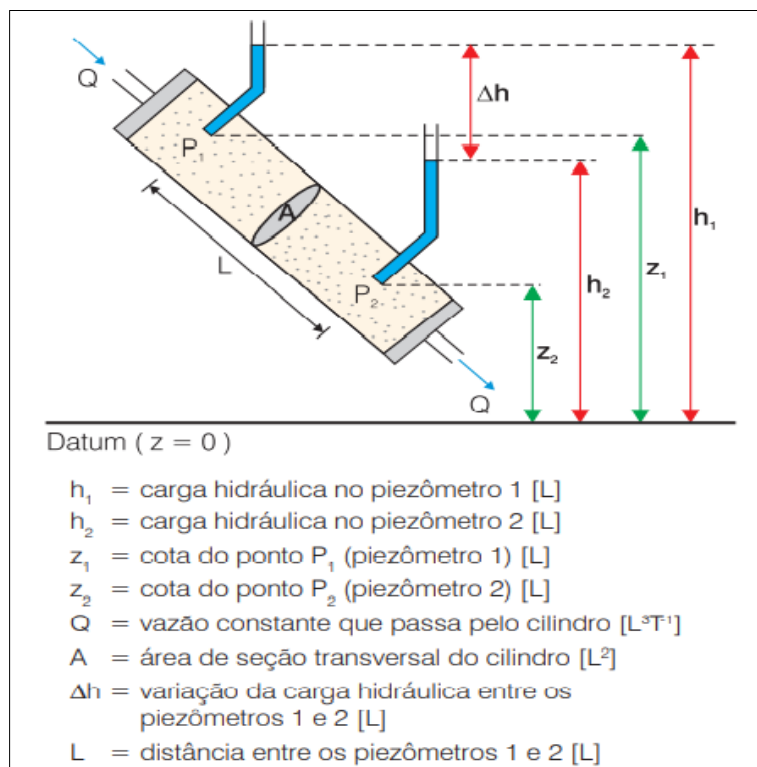 Q
Δh
P₁
A
h₁
L
z₁
h₂
P₂
z₂
Q
Datum ( z = 0 )
h₁ = carga hidráulica no piezômetro 1 [L]
h₂ = carga hidráulica no piezômetro 2 [L]
z₁ = cota do ponto P₁ (piezômetro 1) [L]
z₂ = cota do ponto P₂ (piezômetro 2) [L]
Q = vazão constante que passa pelo cilindro [L³T⁻¹]
A = área de seção transversal do cilindro [L²]
Δh = variação da carga hidráulica entre os
piezômetros 1 e 2 [L]
L = distância entre os piezômetros 1 e 2 [L]